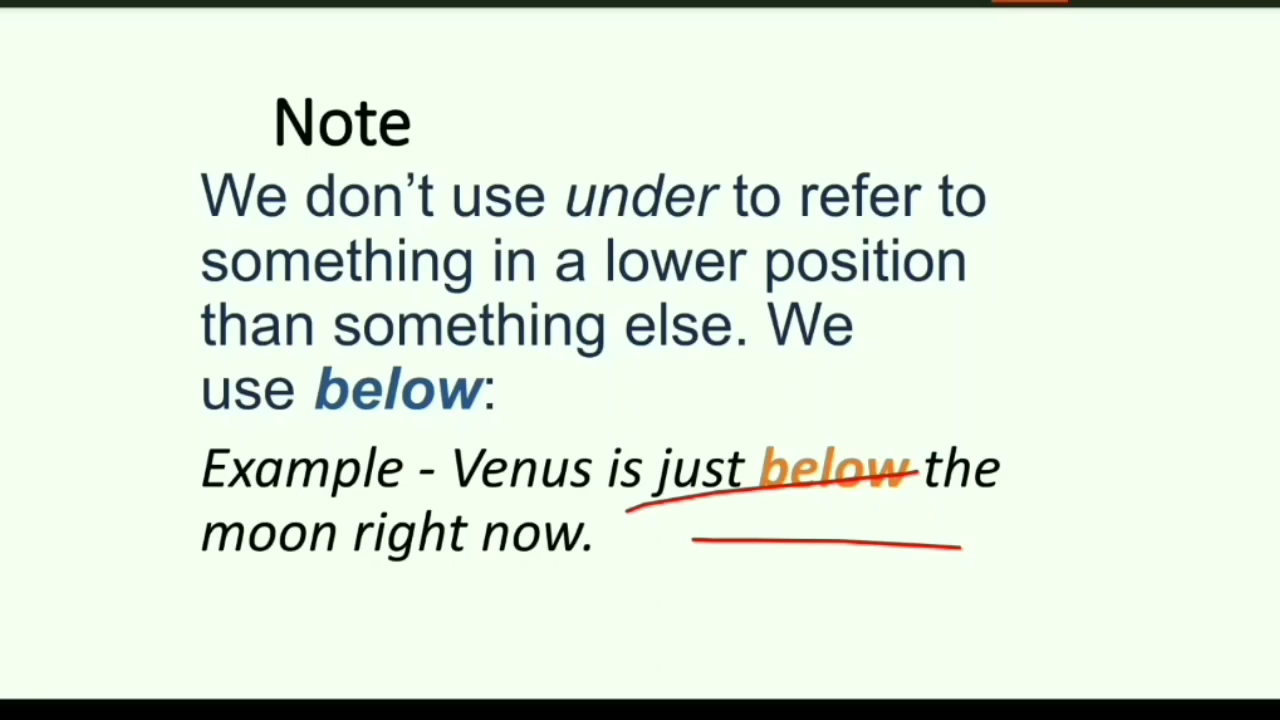 Note
We don’t use under to refer to
something in a lower position
than something else. We
use below:
Example - Venus is just below the
moon right now.